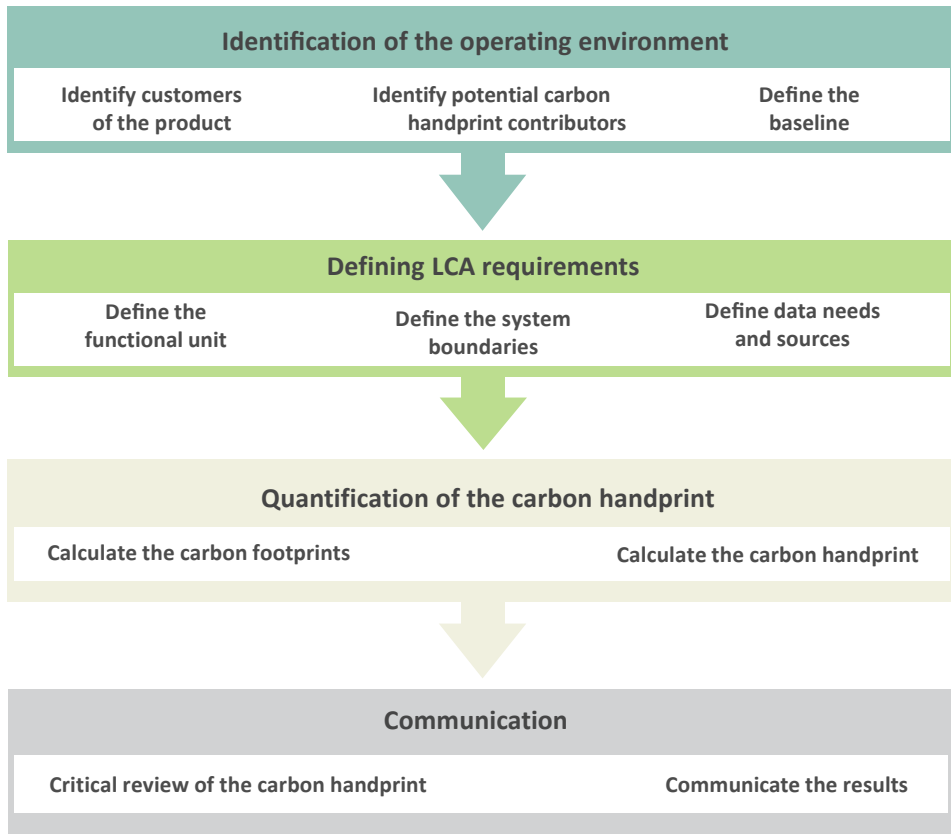 Identification of the operating environment
Identify customers
of the product
Identify potential carbon
handprint contributors
Define the
baseline
Defining LCA requirements
Define the
functional unit
Define the system
boundaries
Define data needs
and sources
Quantification of the carbon handprint
Calculate the carbon footprints
Calculate the carbon handprint
Communication
Critical review of the carbon handprint
Communicate the results